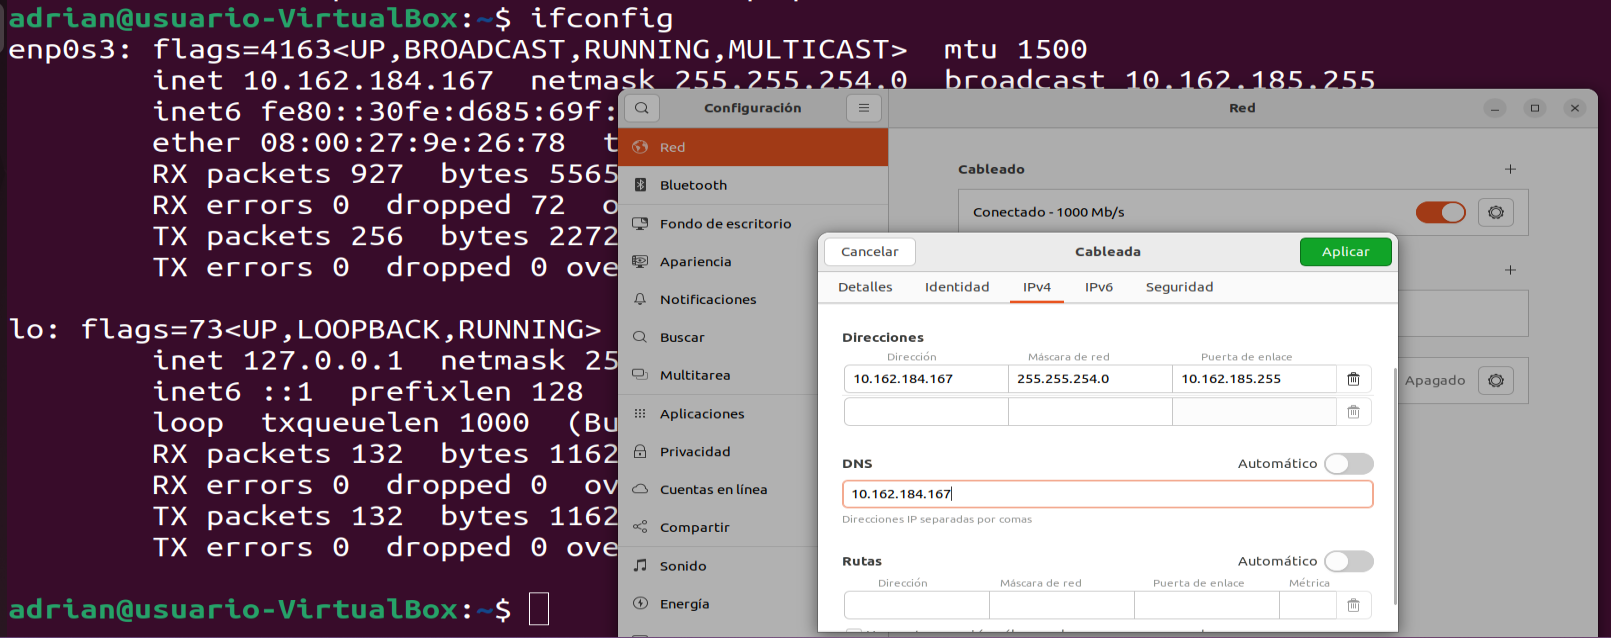 adrian@usuario-VirtualBox:~$ ifconfig
enp0s3: flags=4163<UP,BROADCAST,RUNNING,MULTICAST>  mtu 1500
inet 10.162.184.167  netmask 255.255.254.0  broadcast 10.162.185.255
inet6 fe80::30fe:d685:69f:
ether 08:00:27:9e:26:78  t
RX packets 927  bytes 5565
RX errors 0  dropped 72  o
TX packets 256  bytes 2272
TX errors 0  dropped 0 ove
lo: flags=73<UP,LOOPBACK,RUNNING>
inet 127.0.0.1  netmask 25
inet6 ::1  prefixlen 128
loop  txqueuelen 1000  (Bu
RX packets 132  bytes 1162
RX errors 0  dropped 0  ov
TX packets 132  bytes 1162
TX errors 0  dropped 0 ove
adrian@usuario-VirtualBox:~$
Configuración
Red
Red
Bluetooth
Fondo de escritorio
Apariencia
Notificaciones
Buscar
Multitarea
Aplicaciones
Privacidad
Cuentas en línea
Compartir
Sonido
Energía
Cableado
Conectado - 1000 Mb/s
Apagado
Cancelar
Cableada
Aplicar
Detalles Identidad IPv4 IPv6 Seguridad
Direcciones
Dirección Máscara de red Puerta de enlace
10.162.184.167 255.255.254.0 10.162.185.255
DNS Automático
10.162.184.167
Direcciones IP separadas por comas
Rutas Automático
Dirección Máscara de red Puerta de enlace Métrica